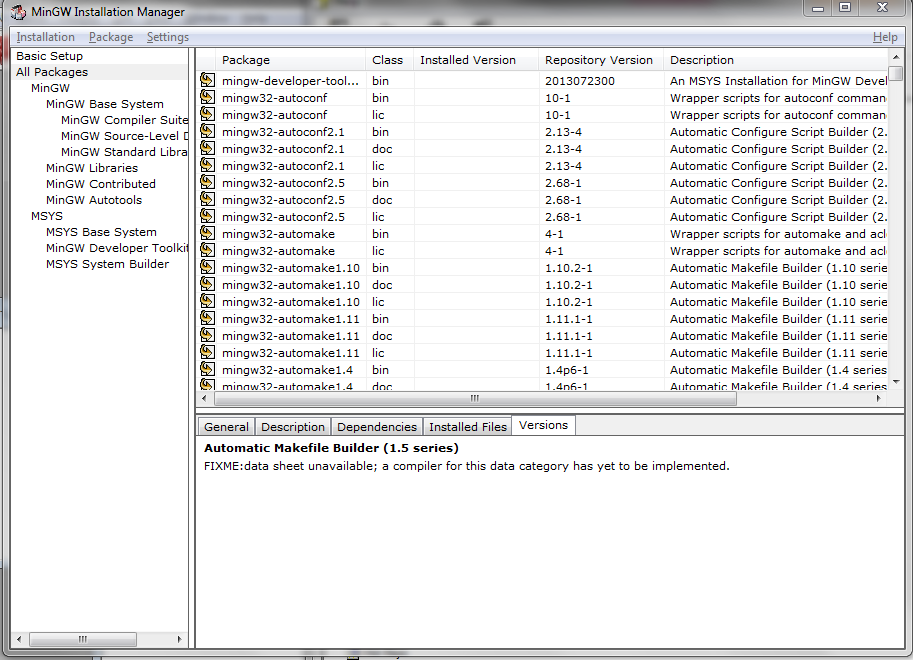 MinGW Installation Manager
Installation Package Settings Help
Basic Setup
All Packages
MinGW
MinGW Base System
MinGW Compiler Suite
MinGW Source-Level D
MinGW Standard Libra
MinGW Libraries
MinGW Contributed
MinGW Autotools
MSYS
MSYS Base System
MinGW Developer Toolkit
MSYS System Builder
Package Class Installed Version Repository Version Description
mingw-developer-tool... bin 2013072300 An MSYS Installation for MinGW Devel
mingw32-autoconf bin 10-1 Wrapper scripts for autoconf comman
mingw32-autoconf lic 10-1 Wrapper scripts for autoconf comman
mingw32-autoconf2.1 bin 2.13-4 Automatic Configure Script Builder (2.
mingw32-autoconf2.1 doc 2.13-4 Automatic Configure Script Builder (2.
mingw32-autoconf2.1 lic 2.13-4 Automatic Configure Script Builder (2.
mingw32-autoconf2.5 bin 2.68-1 Automatic Configure Script Builder (2.
mingw32-autoconf2.5 doc 2.68-1 Automatic Configure Script Builder (2.
mingw32-autoconf2.5 lic 2.68-1 Automatic Configure Script Builder (2.
mingw32-automake bin 4-1 Wrapper scripts for automake and acl
mingw32-automake lic 4-1 Wrapper scripts for automake and acl
mingw32-automake1.10 bin 1.10.2-1 Automatic Makefile Builder (1.10 serie
mingw32-automake1.10 doc 1.10.2-1 Automatic Makefile Builder (1.10 serie
mingw32-automake1.10 lic 1.10.2-1 Automatic Makefile Builder (1.10 serie
mingw32-automake1.11 bin 1.11.1-1 Automatic Makefile Builder (1.11 serie
mingw32-automake1.11 doc 1.11.1-1 Automatic Makefile Builder (1.11 serie
mingw32-automake1.11 lic 1.11.1-1 Automatic Makefile Builder (1.11 serie
mingw32-automake1.4 bin 1.4p6-1 Automatic Makefile Builder (1.4 series
mingw32-automake1.4 doc 1.4p6-1 Automatic Makefile Builder (1.4 series
General Description Dependencies Installed Files Versions
Automatic Makefile Builder (1.5 series)
FIXME:data sheet unavailable; a compiler for this data category has yet to be implemented.